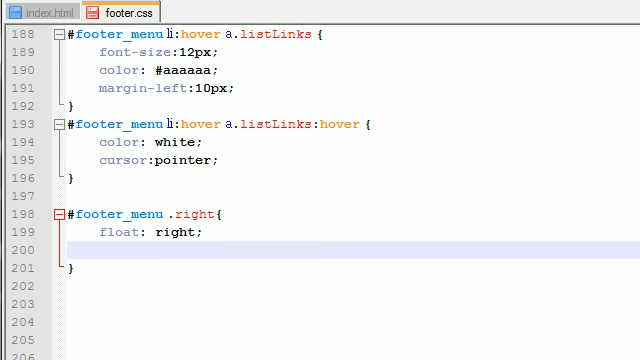 index.html footer.css
188 #footer_menu li:hover a.listLinks {
189 font-size:12px;
190 color: #aaaaaa;
191 margin-left:10px;
192 }
193 #footer_menu li:hover a.listLinks:hover {
194 color: white;
195 cursor:pointer;
196 }
197
198 #footer_menu .right{
199 float: right;
200
201 }
202
203
204
205
206